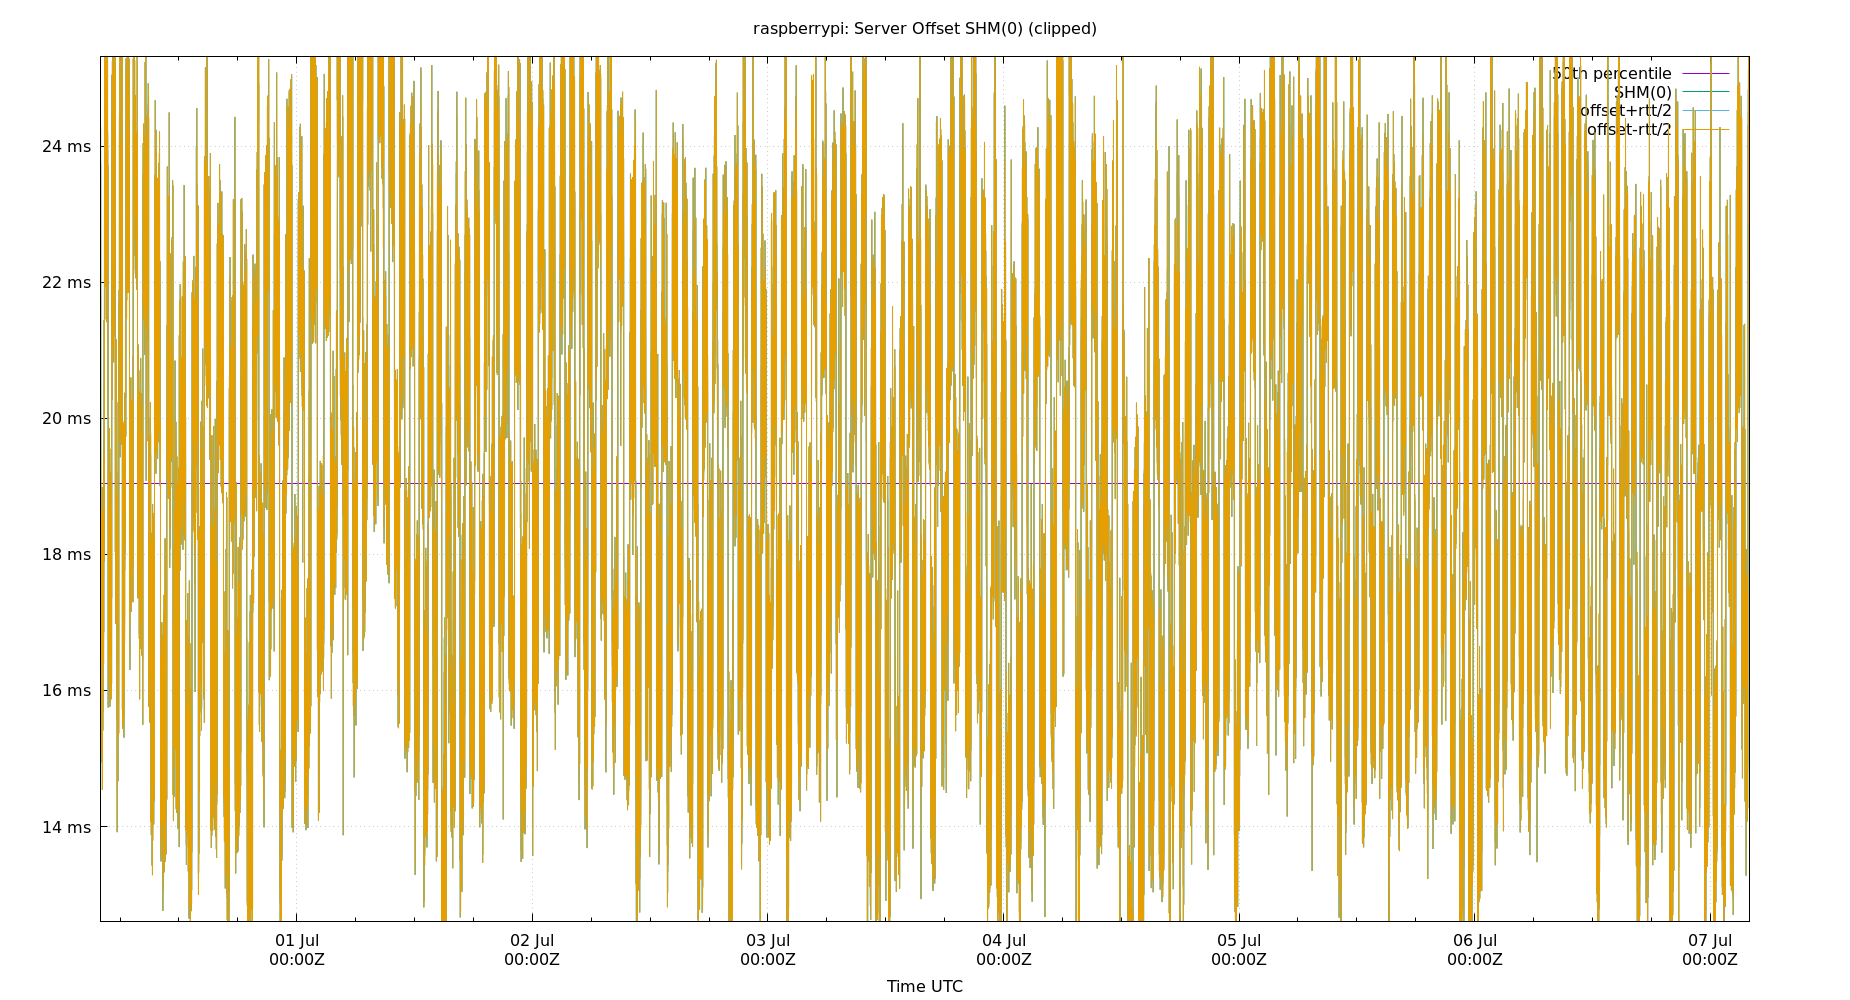 raspberrypi: Server Offset SHM(0) (clipped)
50th percentile
SHM(0)
offset+rtt/2
offset-rtt/2
24 ms
22 ms
20 ms
18 ms
16 ms
14 ms
01 Jul 02 Jul 03 Jul 04 Jul 05 Jul 06 Jul 07 Jul
00:00Z 00:00Z 00:00Z 00:00Z 00:00Z 00:00Z 00:00Z
Time UTC